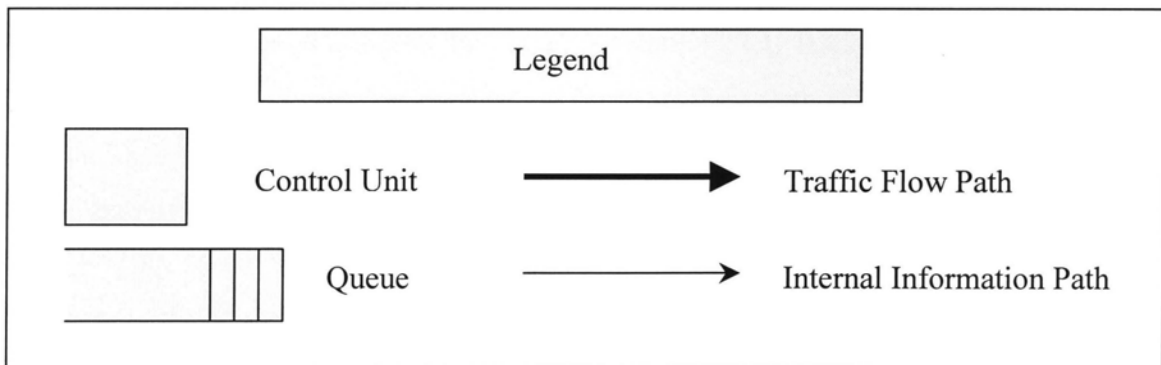 Legend
Control Unit Traffic Flow Path
Queue Internal Information Path